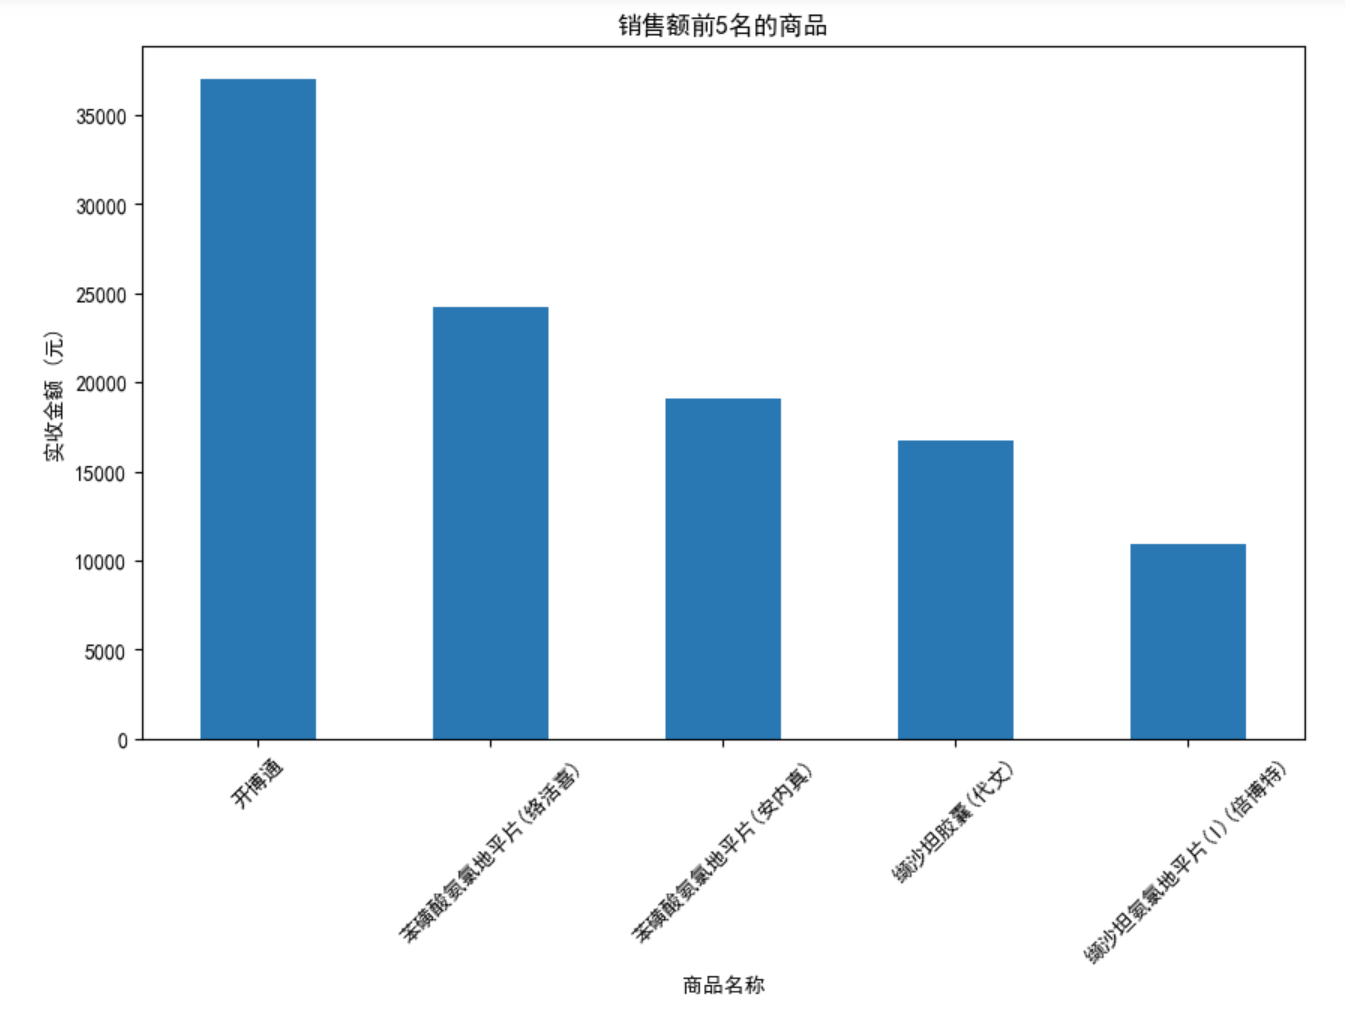 销售额前5名的商品
实收金额 (元)
35000
30000
25000
20000
15000
10000
5000
0
开博通
苯磺酸氨氯地平片(络活喜)
苯磺酸氨氯地平片(安内真)
缬沙坦胶囊(代文)
缬沙坦氨氯地平片(I)(倍博特)
商品名称